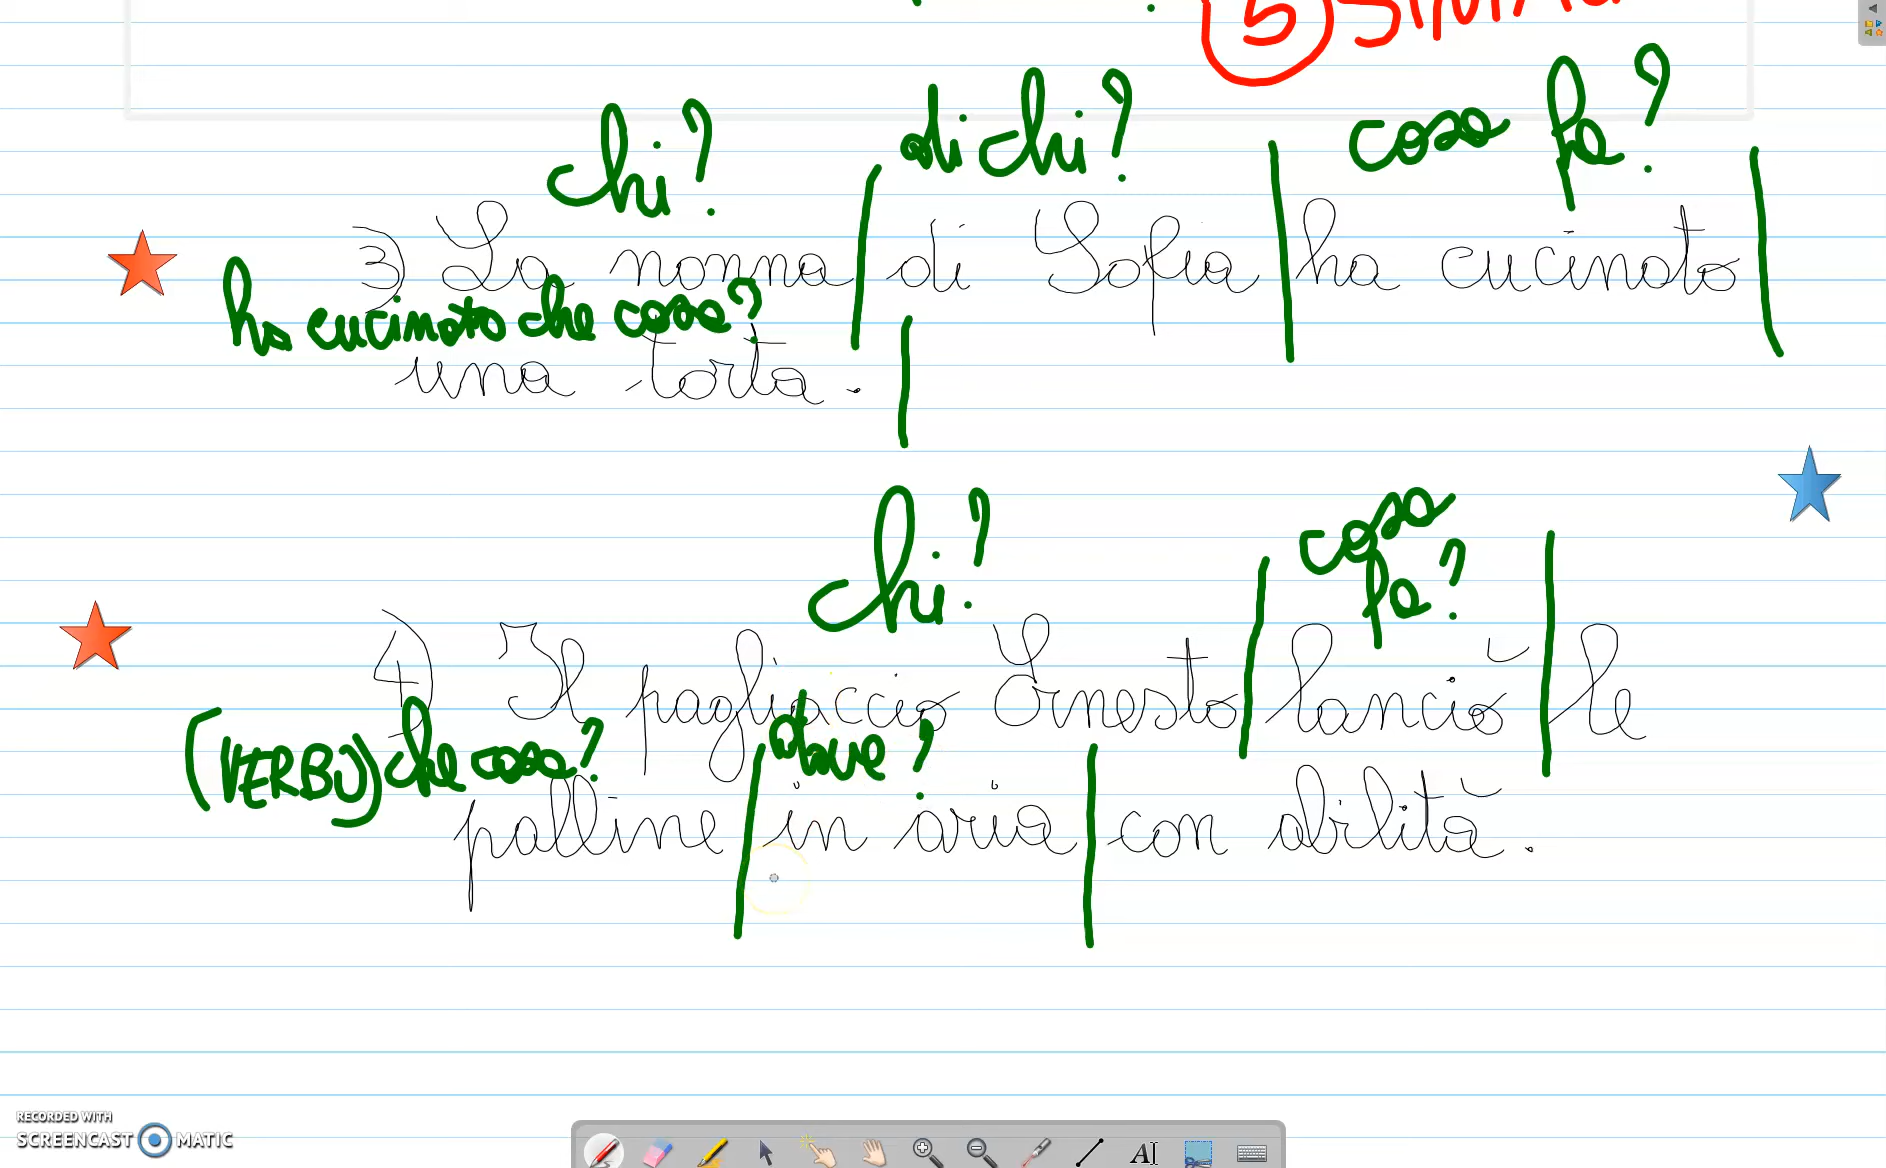 5
chi? di chi? cosa fa?
3) La nonna di Sofia ha cucinato
ha cucinato che cosa?
una torta.
chi? cosa fa?
4) Il pagliaccio Ernesto lanciò le
(VERBO) che cosa? dove?
palline in aria con abilità.
RECORDED WITH
SCREENCAST MATIC
AI